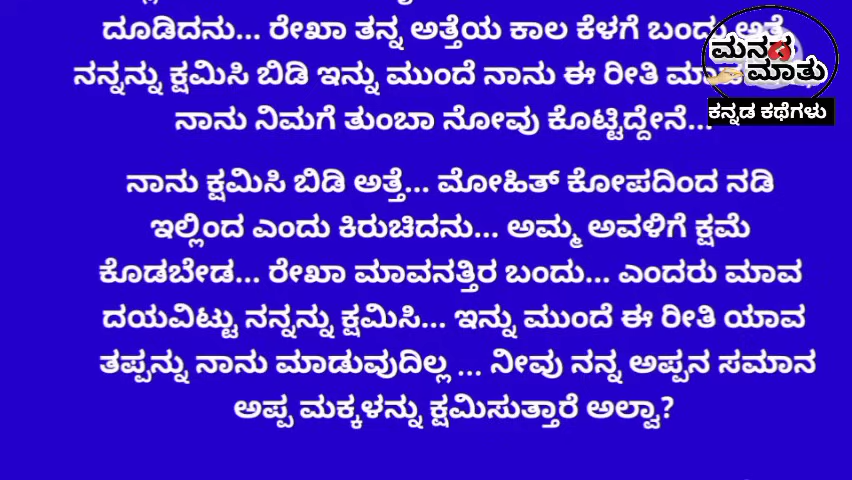 ದೂಡಿದನು... ರೇಖಾ ತನ್ನ ಅತ್ತೆಯ ಕಾಲ ಕೆಳಗೆ ಬಂದು ಅತ್ತೆ
ನನ್ನನ್ನು ಕ್ಷಮಿಸಿ ಬಿಡಿ ಇನ್ನು ಮುಂದೆ ನಾನು ಈ ರೀತಿ
ನಾನು ನಿಮಗೆ ತುಂಬಾ ನೋವು ಕೊಟ್ಟಿದ್ದೇನೆ...
ನಾನು ಕ್ಷಮಿಸಿ ಬಿಡಿ ಅತ್ತೆ... ಮೋಹಿತ್ ಕೋಪದಿಂದ ನಡಿ
ಇಲ್ಲಿಂದ ಎಂದು ಕಿರುಚಿದನು... ಅಮ್ಮ ಅವಳಿಗೆ ಕ್ಷಮೆ
ಕೊಡಬೇಡ... ರೇಖಾ ಮಾವನತ್ತಿರ ಬಂದು... ಎಂದರು ಮಾವ
ದಯವಿಟ್ಟು ನನ್ನನ್ನು ಕ್ಷಮಿಸಿ... ಇನ್ನು ಮುಂದೆ ಈ ರೀತಿ ಯಾವ
ತಪ್ಪನ್ನು ನಾನು ಮಾಡುವುದಿಲ್ಲ ... ನೀವು ನನ್ನ ಅಪ್ಪನ ಸಮಾನ
ಅಪ್ಪ ಮಕ್ಕಳನ್ನು ಕ್ಷಮಿಸುತ್ತಾರೆ ಅಲ್ವಾ?
ಮನದ
ಮಾತು
ಕನ್ನಡ ಕಥೆಗಳು